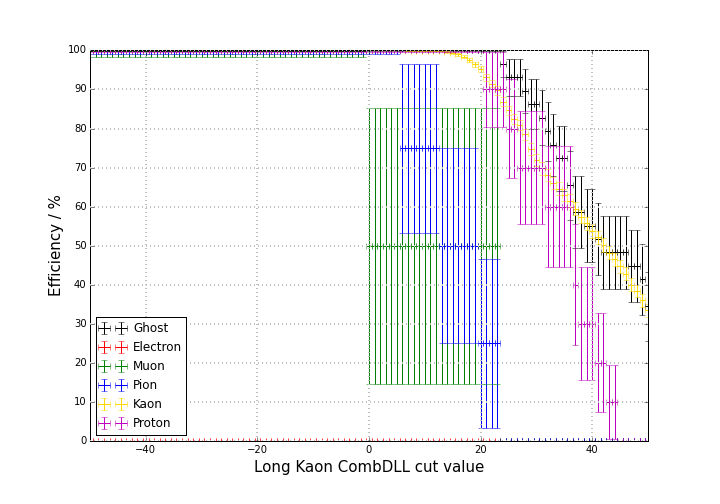 100
90
80
70
60
50
40
30
20
10
0
Efficiency / %
Ghost
Electron
Muon
Pion
Kaon
Proton
−40 −20 0 20 40
Long Kaon CombDLL cut value